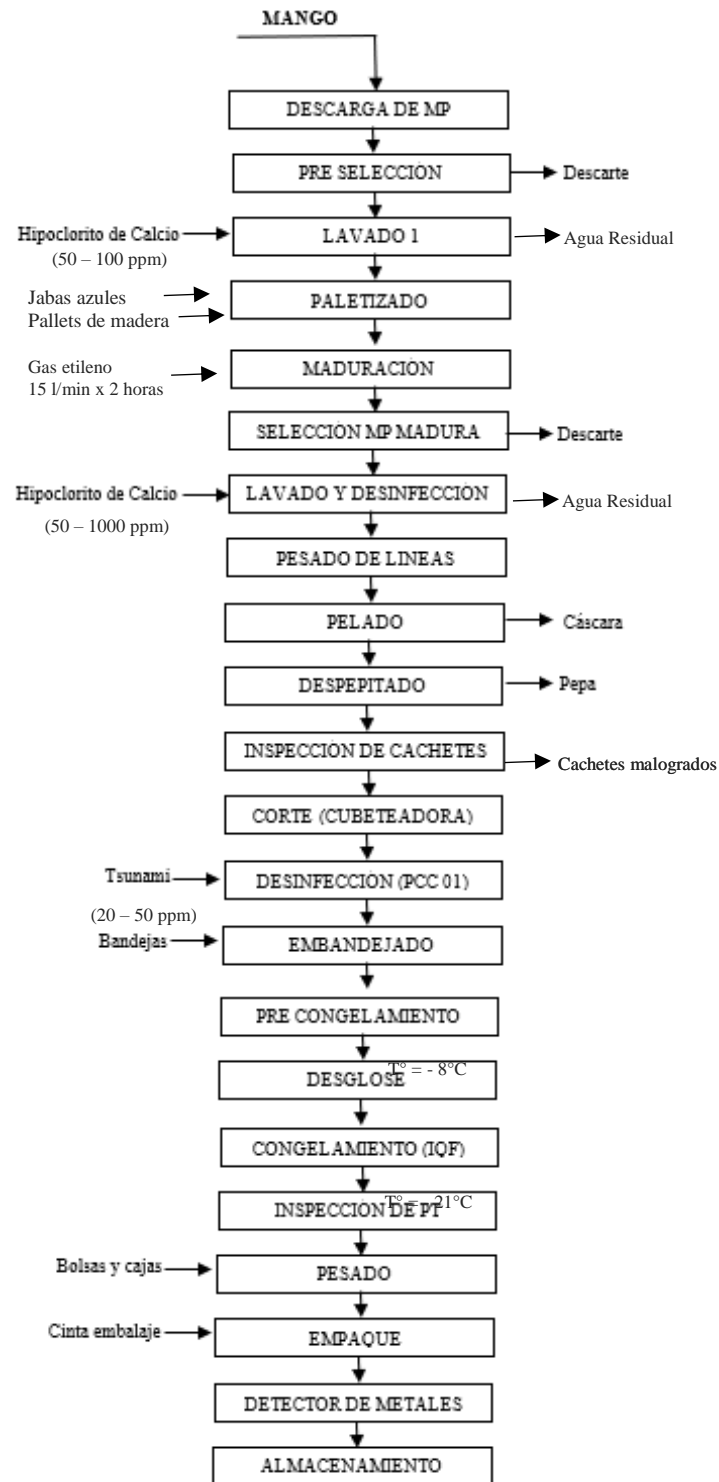 MANGO
DESCARGA DE MP
PRE SELECCIÓN
Descarte
Hipoclorito de Calcio
(50 – 100 ppm)
LAVADO 1
Agua Residual
Jabas azules
Pallets de madera
PALETIZADO
Gas etileno
15 l/min x 2 horas
MADURACIÓN
SELECCIÓN MP MADURA
Descarte
Hipoclorito de Calcio
(50 – 1000 ppm)
LAVADO Y DESINFECCIÓN
Agua Residual
PESADO DE LINEAS
PELADO
Cáscara
DESPEPITADO
Pepa
INSPECCIÓN DE CACHETES
Cachetes malogrados
CORTE (CUBETEADORA)
Tsunami
(20 – 50 ppm)
DESINFECCIÓN (PCC 01)
Bandejas
EMBANDEJADO
PRE CONGELAMIENTO
T° = - 8°C
DESGLOSE
CONGELAMIENTO (IQF)
T° = - 21°C
INSPECCIÓN DE PT
Bolsas y cajas
PESADO
Cinta embalaje
EMPAQUE
DETECTOR DE METALES
ALMACENAMIENTO